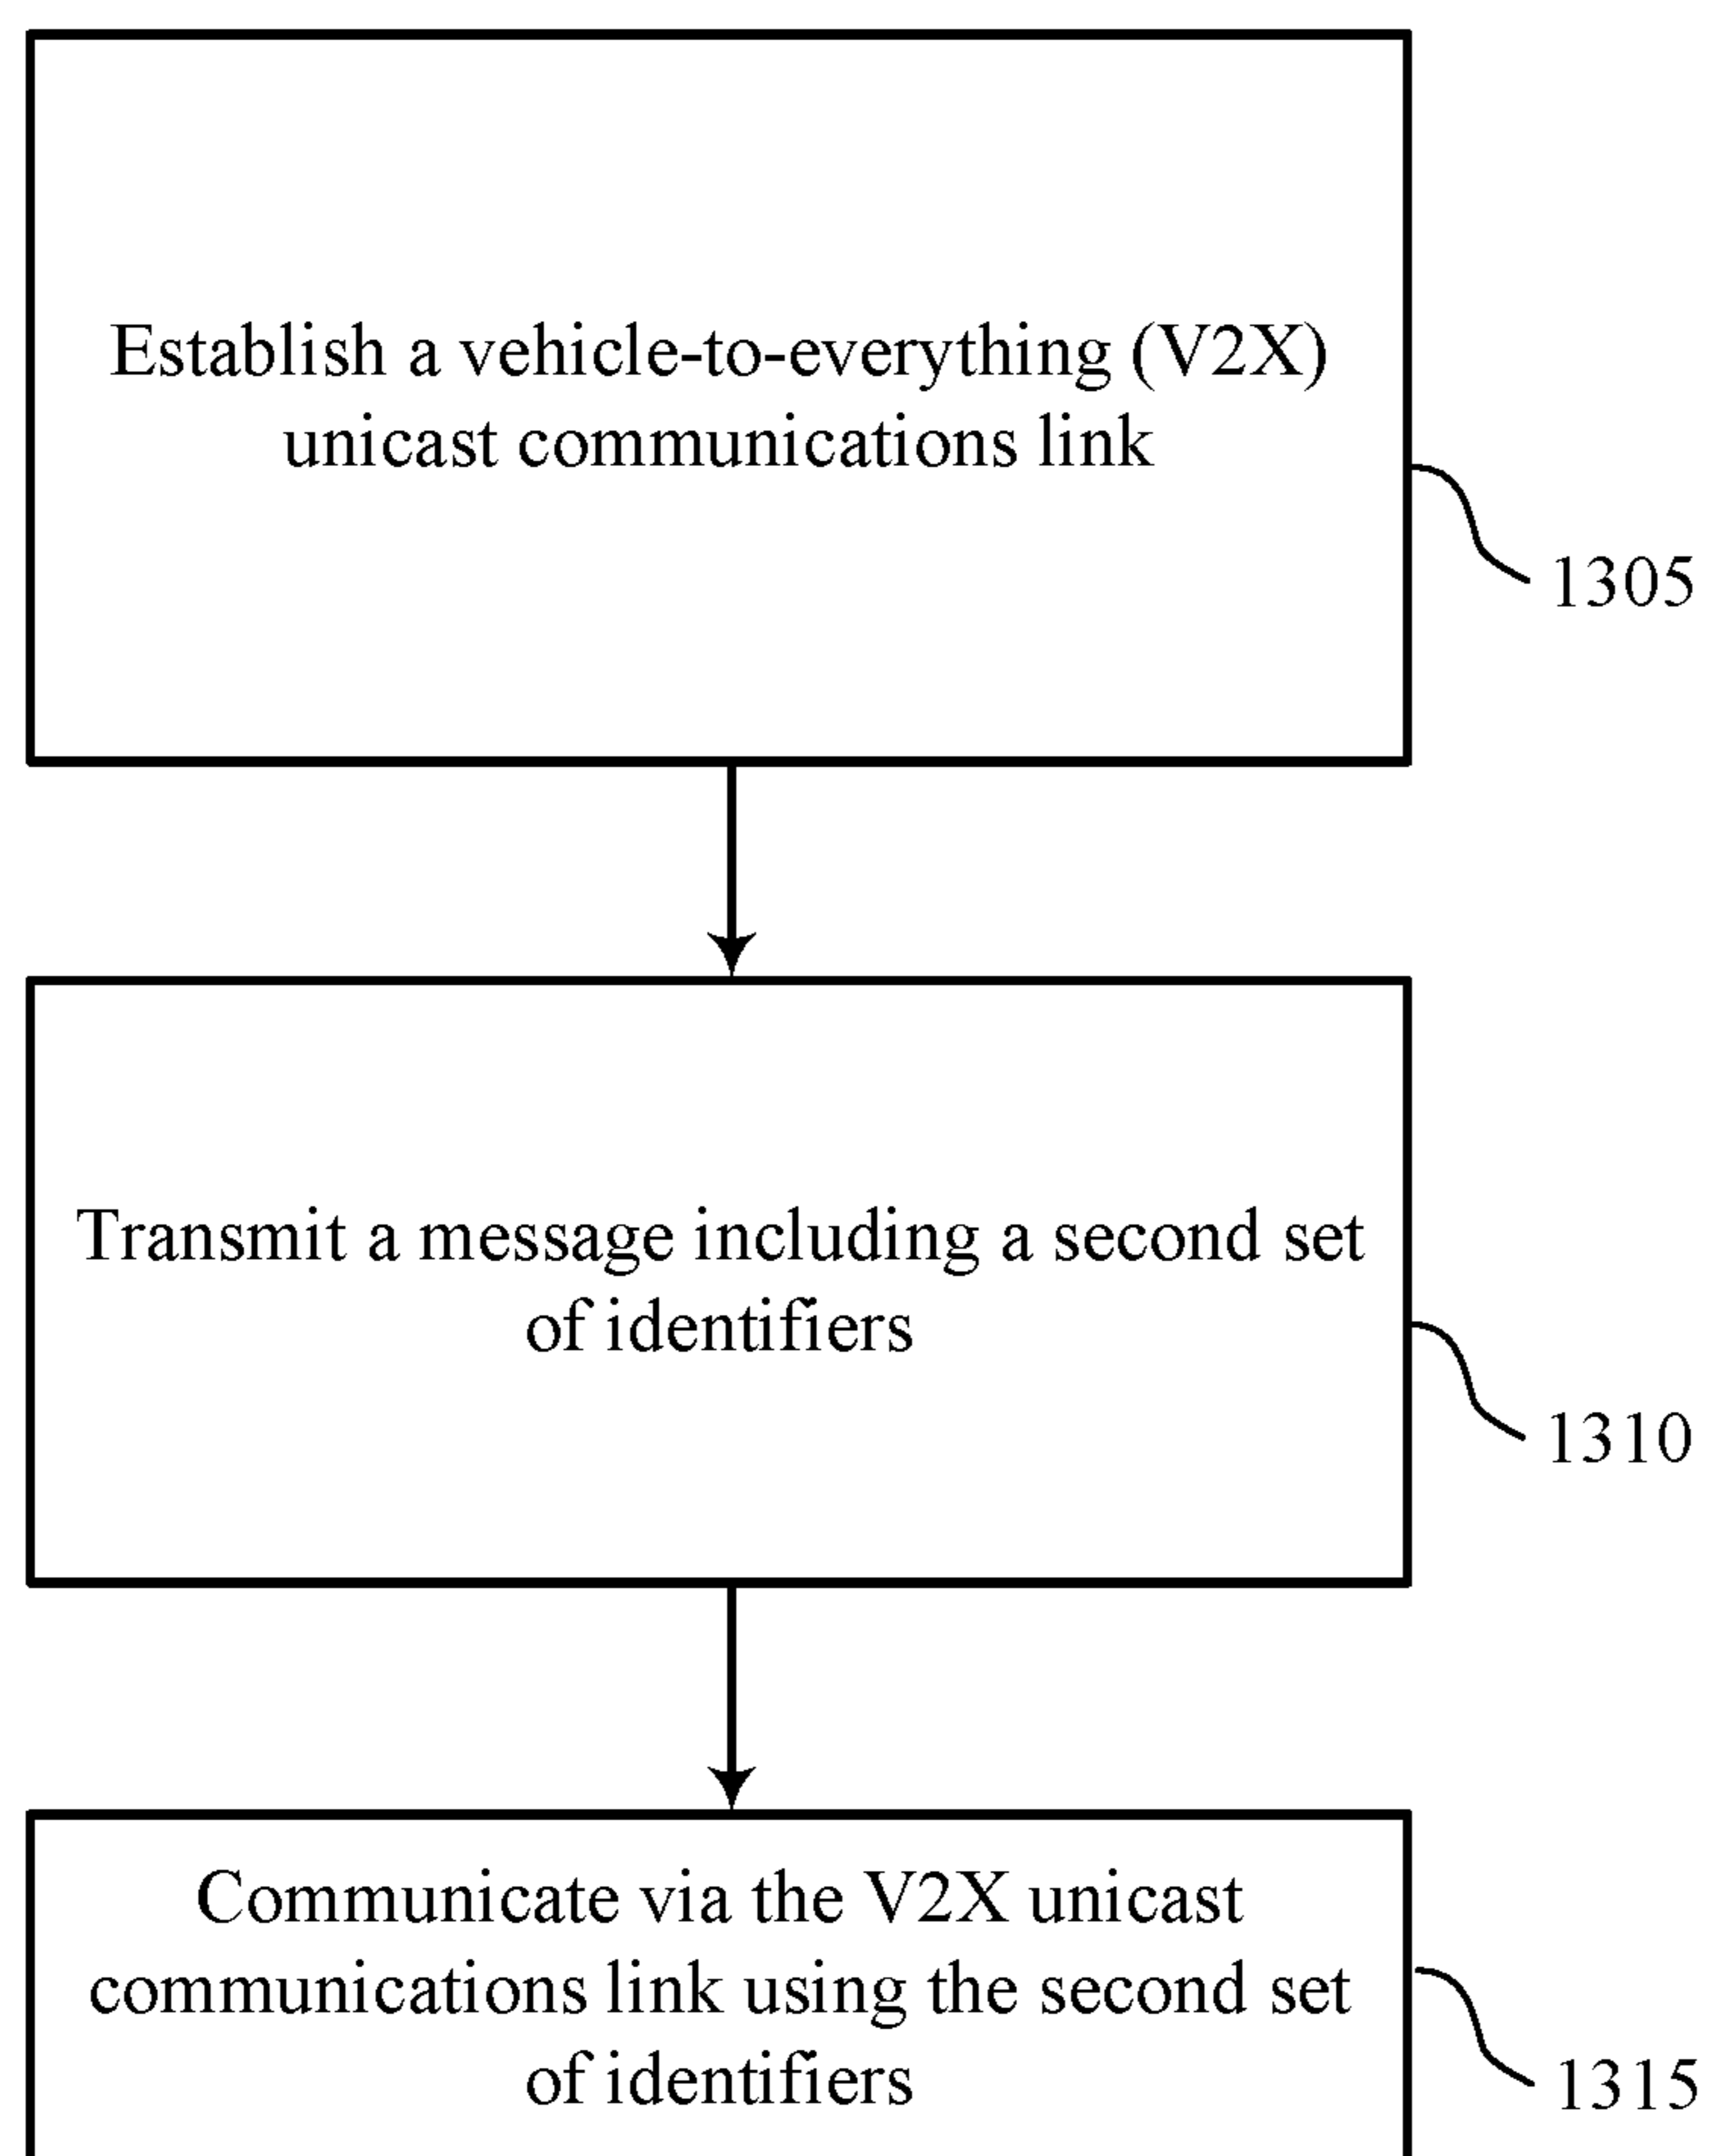 Establish a vehicle-to-everything (V2X)
unicast communications link
1305
Transmit a message including a second set
of identifiers
1310
Communicate via the V2X unicast
communications link using the second set
of identifiers
1315